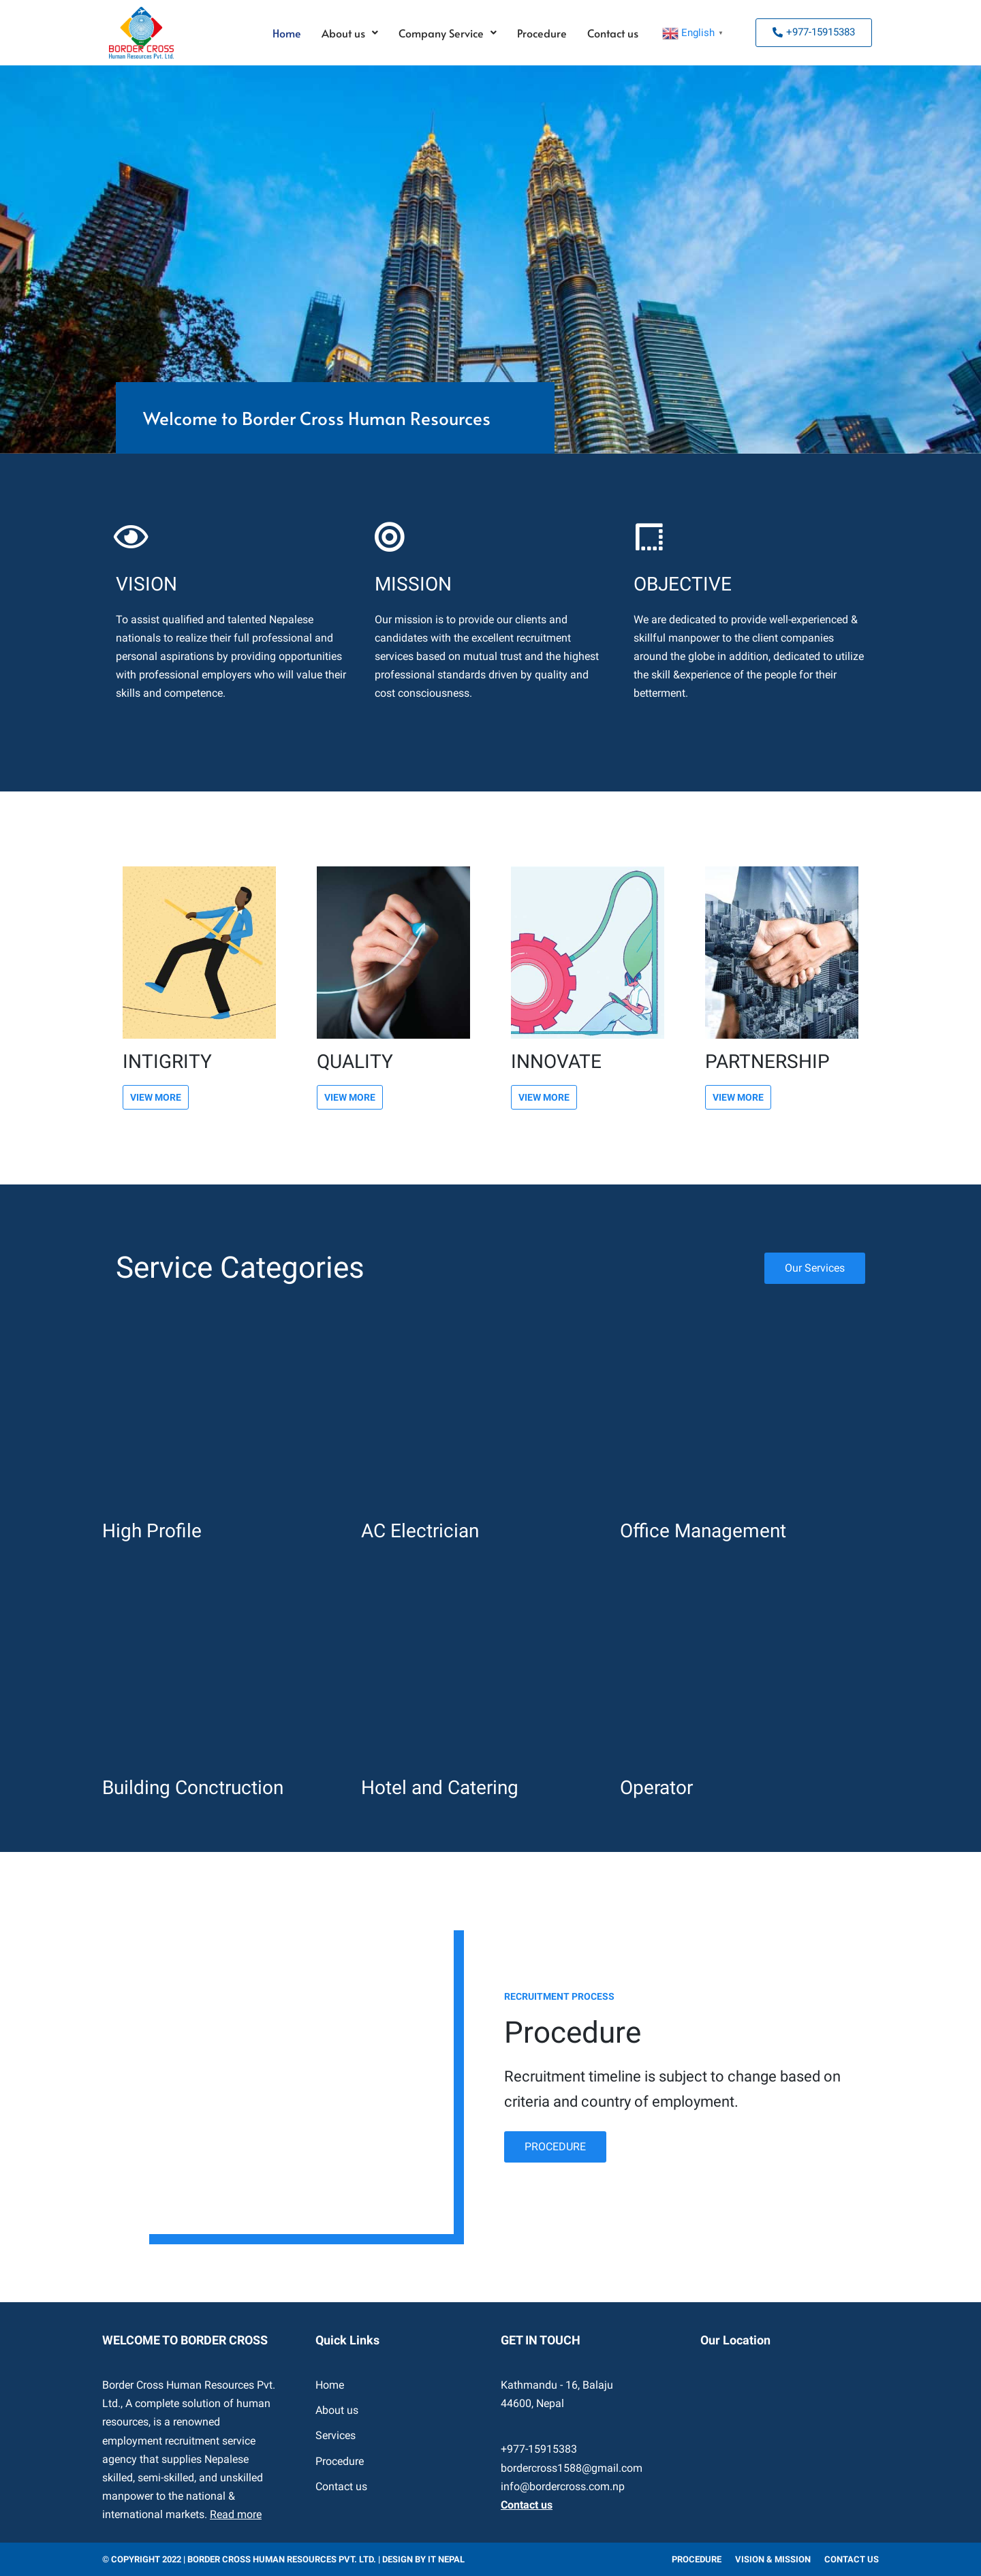 BORDER CROSS
Human Resources Pvt. Ltd.
Home
About us
Company Service
Procedure
Contact us
English
+977-15915383
Welcome to Border Cross Human Resources
VISION
To assist qualified and talented Nepalese
nationals to realize their full professional and
personal aspirations by providing opportunities
with professional employers who will value their
skills and competence.
MISSION
Our mission is to provide our clients and
candidates with the excellent recruitment
services based on mutual trust and the highest
professional standards driven by quality and
cost consciousness.
OBJECTIVE
We are dedicated to provide well-experienced &
skillful manpower to the client companies
around the globe in addition, dedicated to utilize
the skill &experience of the people for their
betterment.
INTIGRITY
VIEW MORE
QUALITY
VIEW MORE
INNOVATE
VIEW MORE
PARTNERSHIP
VIEW MORE
Service Categories
Our Services
High Profile
AC Electrician
Office Management
Building Conctruction
Hotel and Catering
Operator
RECRUITMENT PROCESS
Procedure
Recruitment timeline is subject to change based on
criteria and country of employment.
PROCEDURE
WELCOME TO BORDER CROSS
Border Cross Human Resources Pvt.
Ltd., A complete solution of human
resources, is a renowned
employment recruitment service
agency that supplies Nepalese
skilled, semi-skilled, and unskilled
manpower to the national &
international markets. Read more
Quick Links
Home
About us
Services
Procedure
Contact us
GET IN TOUCH
Kathmandu - 16, Balaju
44600, Nepal
+977-15915383
bordercross1588@gmail.com
info@bordercross.com.np
Contact us
Our Location
© COPYRIGHT 2022 | BORDER CROSS HUMAN RESOURCES PVT. LTD. | DESIGN BY IT NEPAL
PROCEDURE
VISION & MISSION
CONTACT US